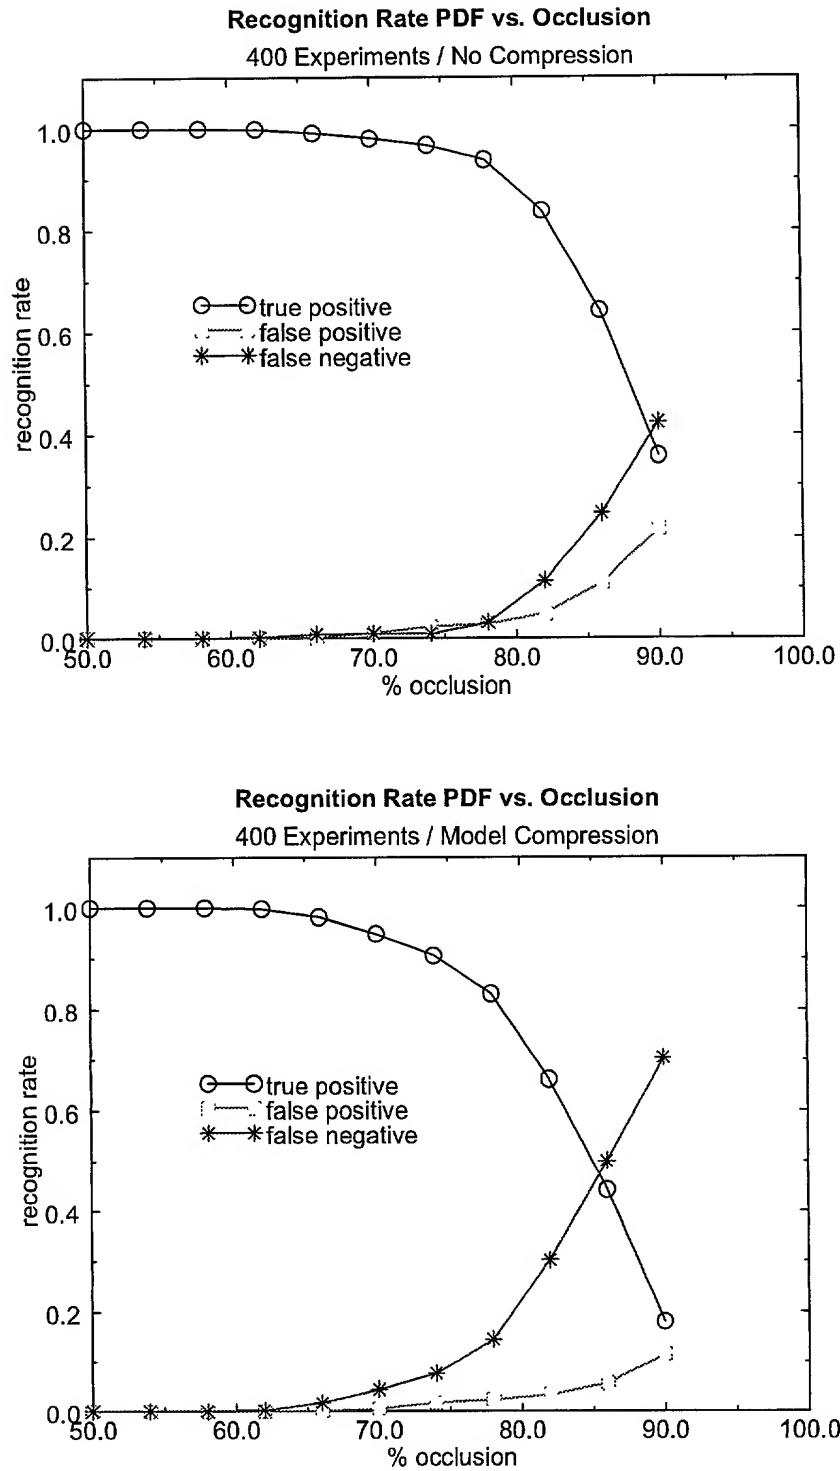 Recognition Rate PDF vs. Occlusion
400 Experiments / No Compression
1.0
0.8
0.6
0.4
0.2
0.0
recognition rate
true positive
false positive
false negative
50.0 60.0 70.0 80.0 90.0 100.0
% occlusion
Recognition Rate PDF vs. Occlusion
400 Experiments / Model Compression
1.0
0.8
0.6
0.4
0.2
0.0
recognition rate
true positive
false positive
false negative
50.0 60.0 70.0 80.0 90.0 100.0
% occlusion